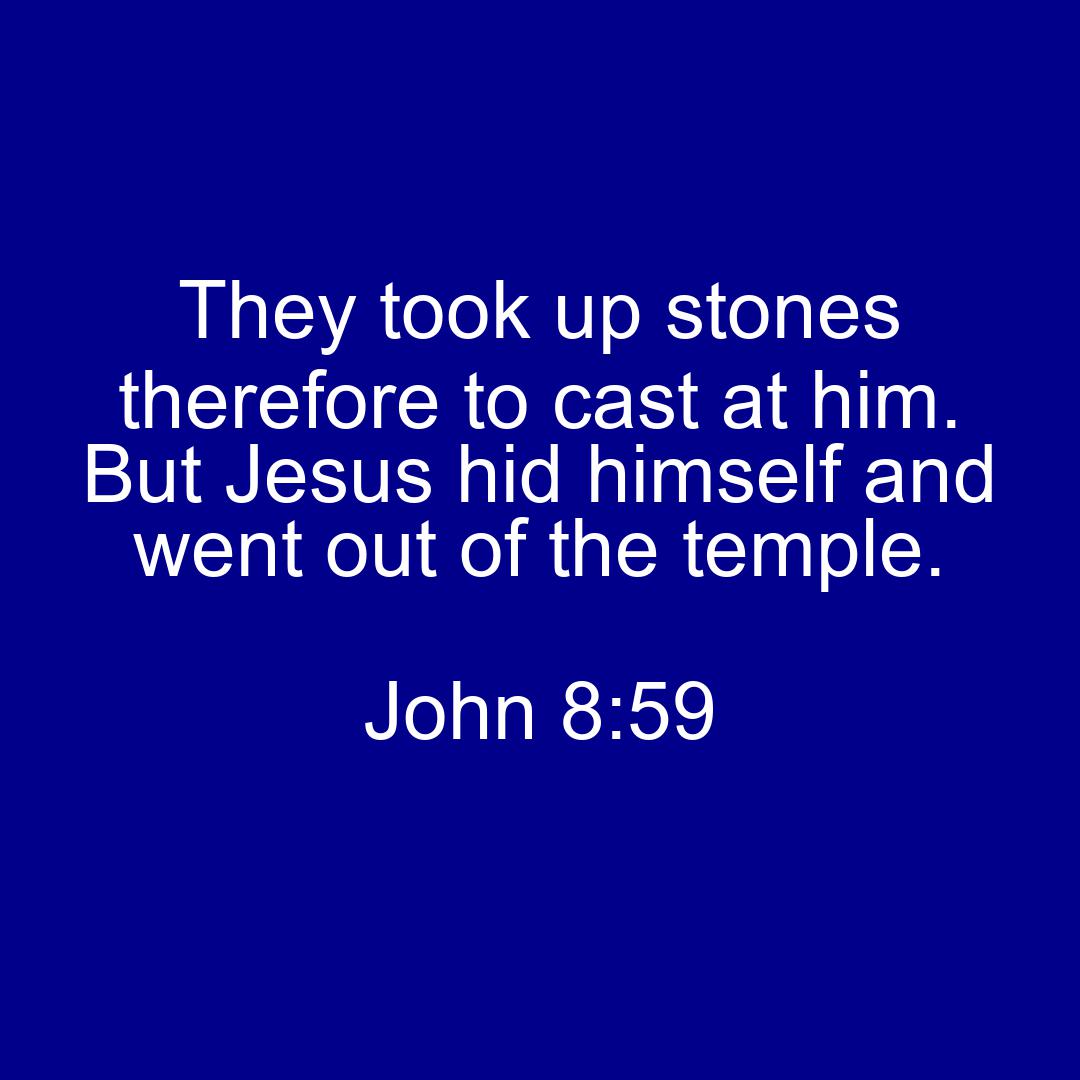 They took up stones
therefore to cast at him.
But Jesus hid himself and
went out of the temple.
John 8:59